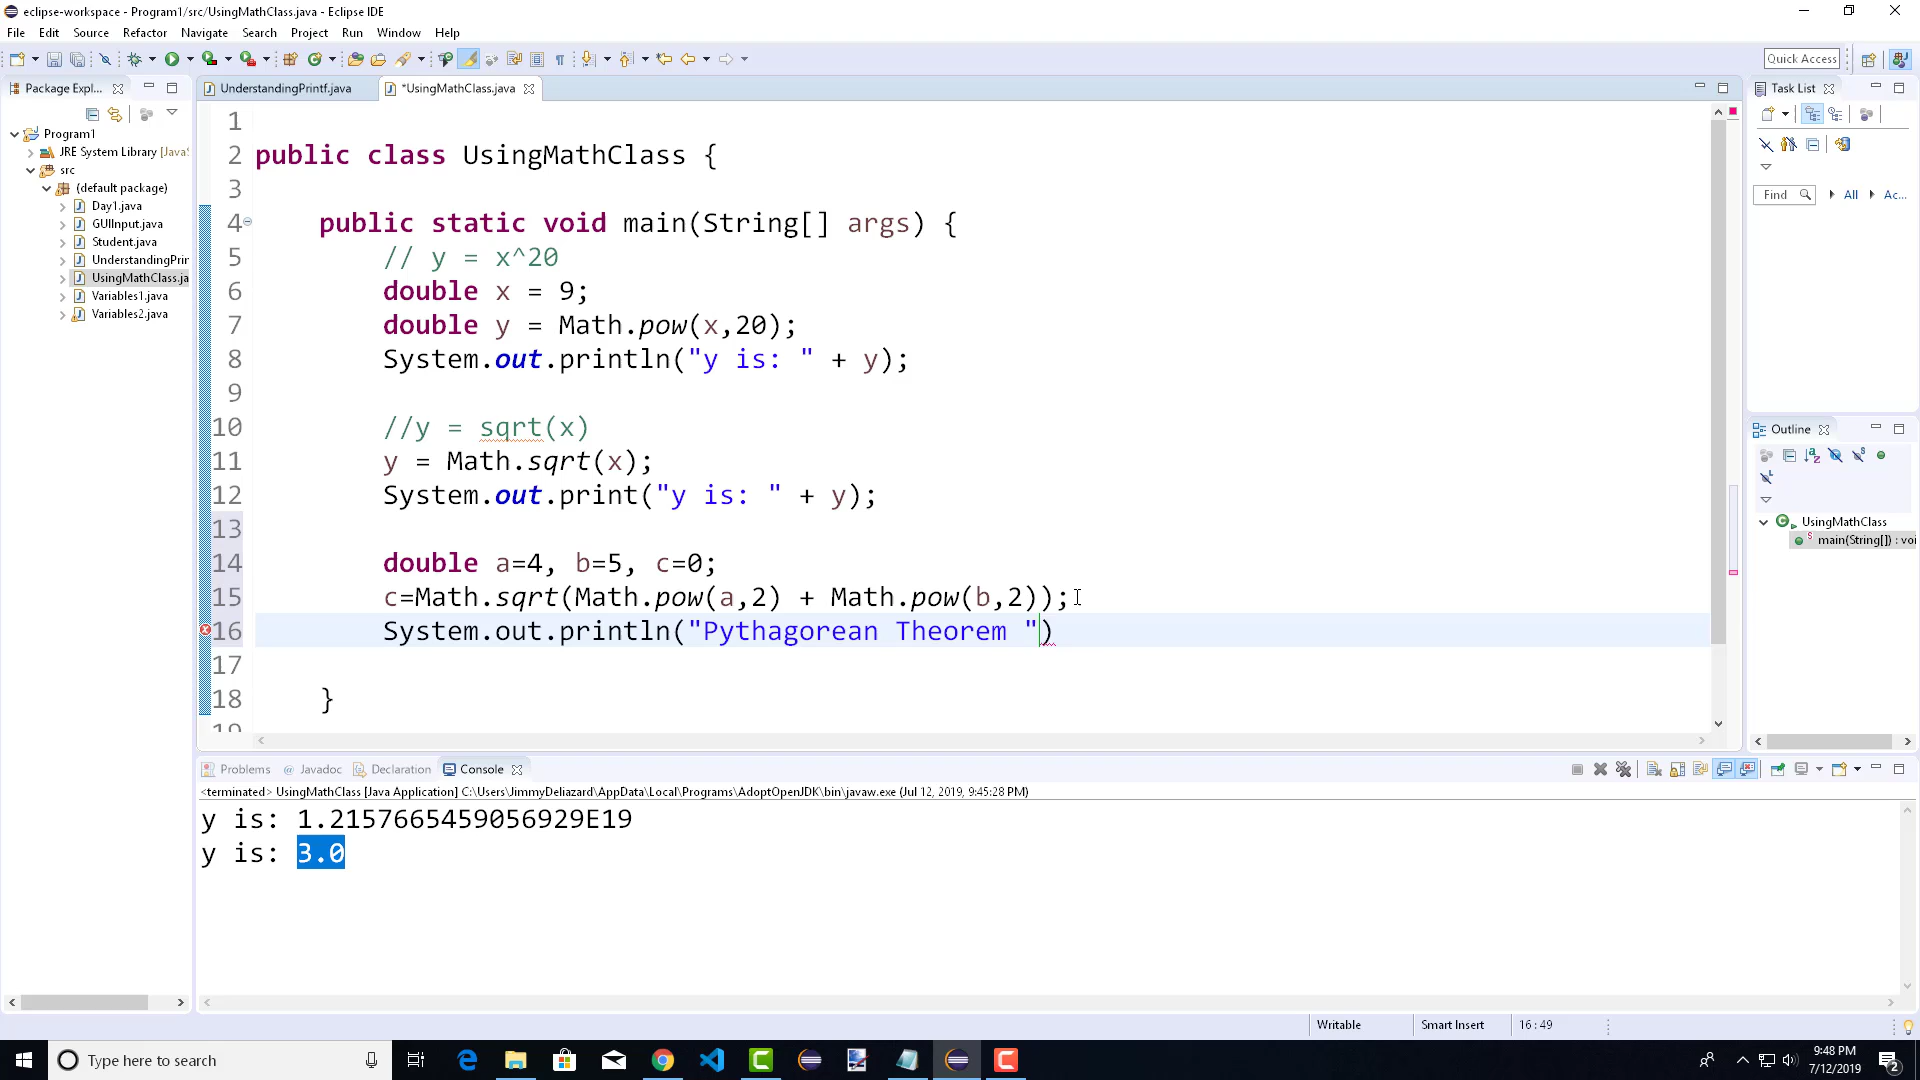 eclipse-workspace - Program1/src/UsingMathClass.java - Eclipse IDE
File Edit Source Refactor Navigate Search Project Run Window Help
Quick Access
Package Expl...
UnderstandingPrintf.java
*UsingMathClass.java
Task List
Program1
JRE System Library [Java
src
(default package)
Day1.java
GUIInput.java
Student.java
UnderstandingPrin
UsingMathClass.ja
Variables1.java
Variables2.java
1
2 public class UsingMathClass {
3
4 public static void main(String[] args) {
5 // y = x^20
6 double x = 9;
7 double y = Math.pow(x,20);
8 System.out.println("y is: " + y);
9
10 //y = sqrt(x)
11 y = Math.sqrt(x);
12 System.out.print("y is: " + y);
13
14 double a=4, b=5, c=0;
15 c=Math.sqrt(Math.pow(a,2) + Math.pow(b,2));
16 System.out.println("Pythagorean Theorem ")
17
18 }
19
Find All Ac...
Outline
UsingMathClass
main(String[]) : voi
Problems @ Javadoc Declaration Console
<terminated> UsingMathClass [Java Application] C:\Users\JimmyDeliazard\AppData\Local\Programs\AdoptOpenJDK\bin\javaw.exe (Jul 12, 2019, 9:45:28 PM)
y is: 1.2157665459056929E19
y is: 3.0
Writable Smart Insert 16 : 49
Type here to search
9:48 PM
7/12/2019
2